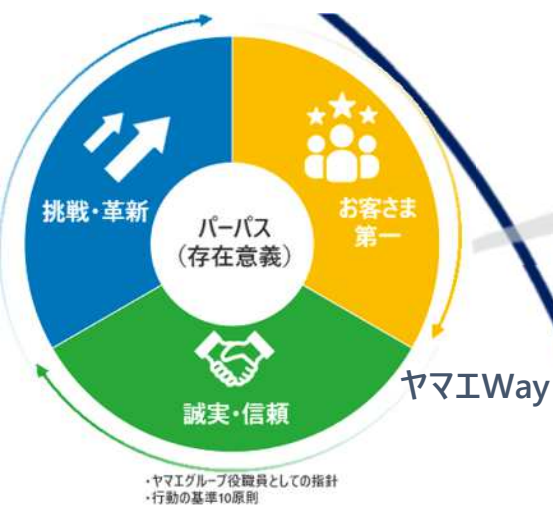 挑戦・革新
お客さま
第一
パーパス
（存在意義）
誠実・信頼
ヤマエWay
・ヤマエグループ役職員としての指針
・行動の基準10原則